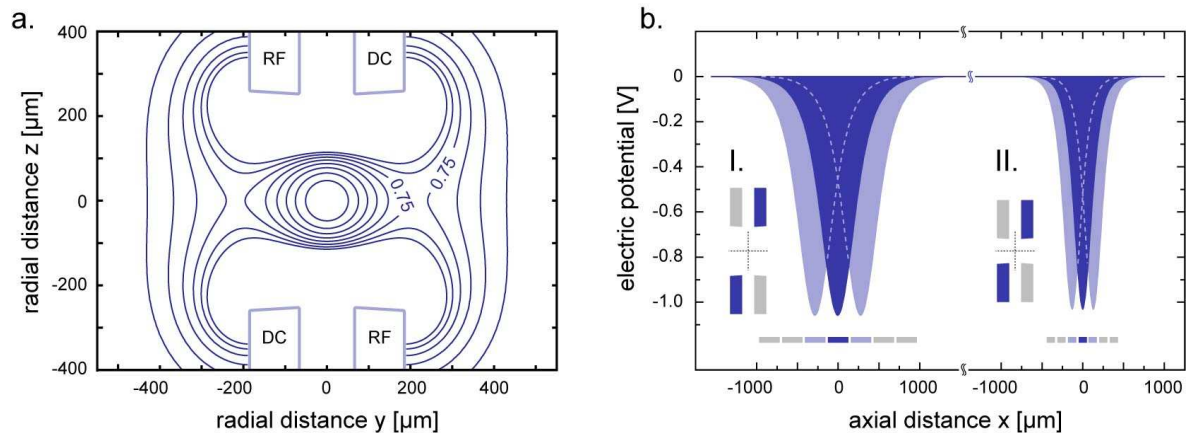 a.
400
200
0
-200
-400
radial distance z [µm]
RF
DC
0.75
0.75
DC
RF
-400
-200
0
200
400
radial distance y [µm]
b.
0
-0.2
-0.4
-0.6
-0.8
-1.0
electric potential [V]
I.
II.
-1000
0
1000
-1000
0
1000
axial distance x [µm]